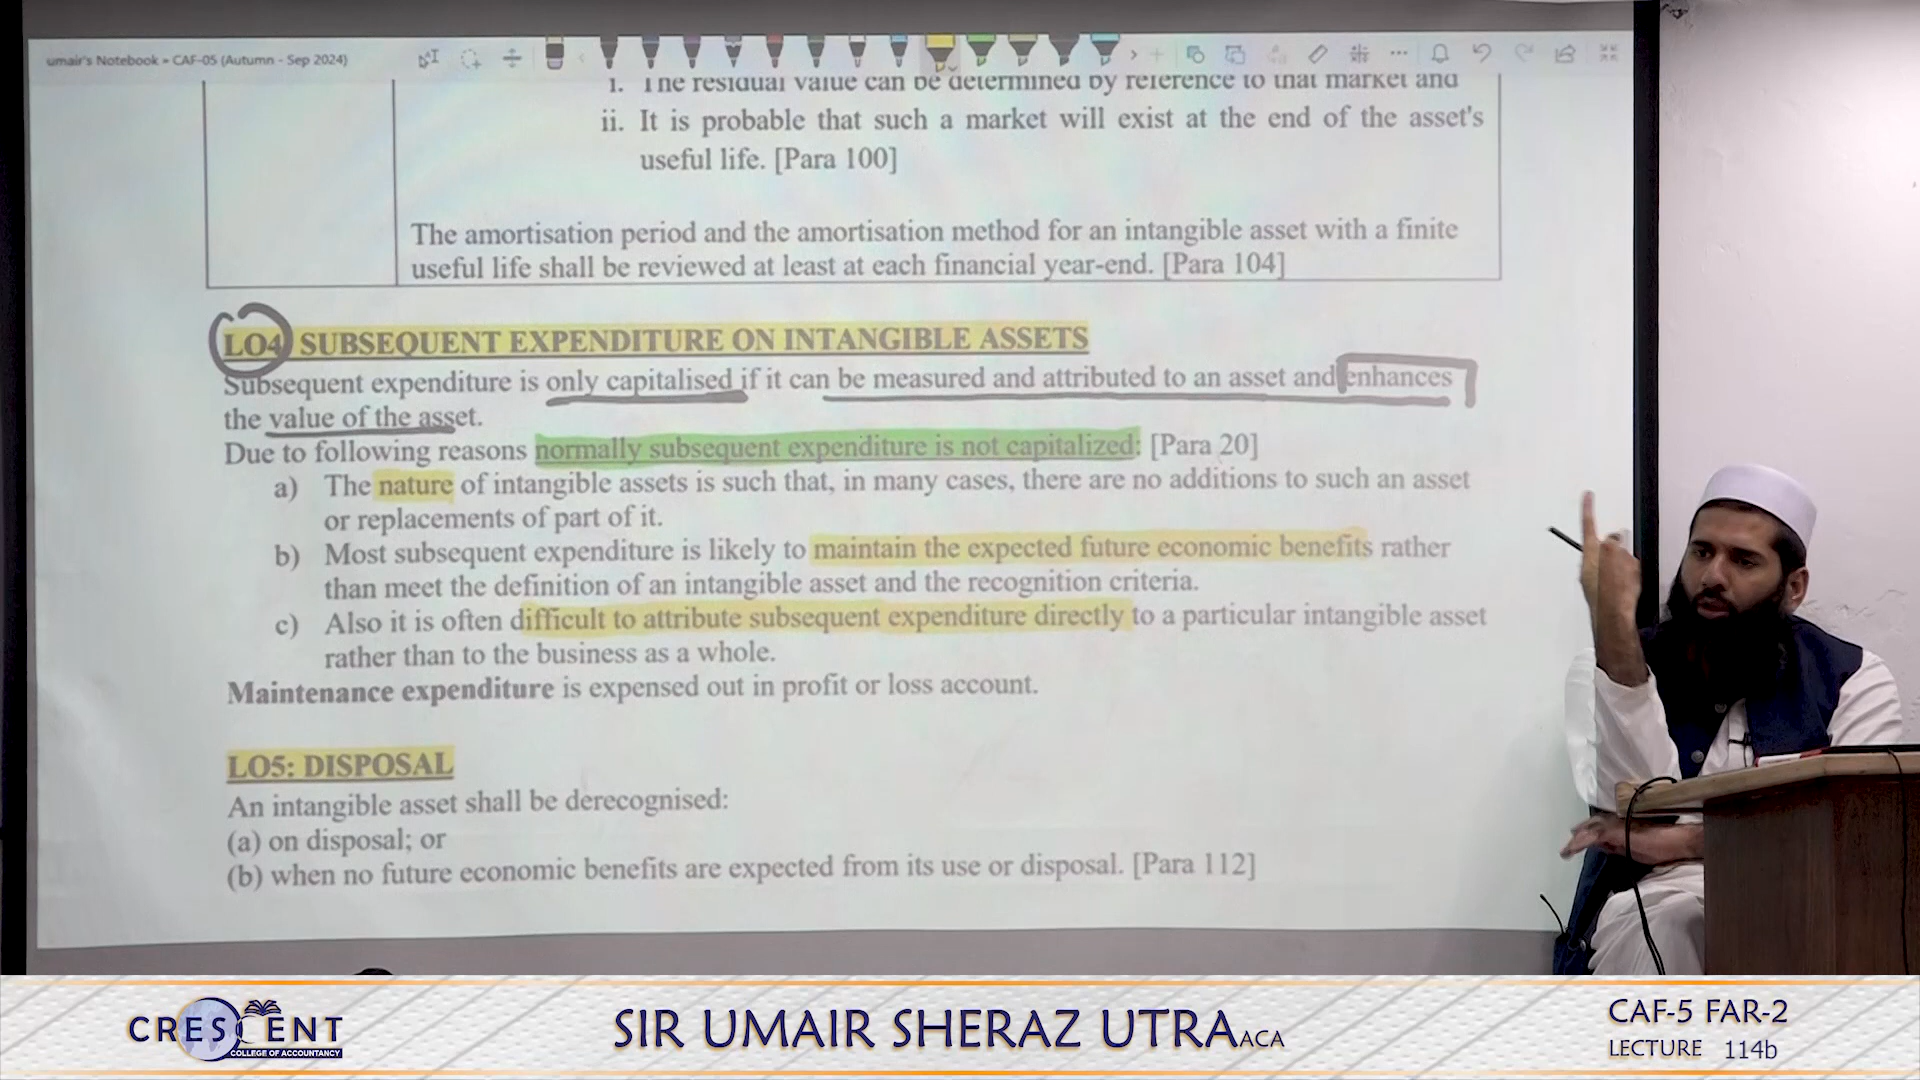 umair's Notebook » CAF-05 (Autumn - Sep 2024)
i. The residual value can be determined by reference to that market and
ii. It is probable that such a market will exist at the end of the asset's
useful life. [Para 100]
The amortisation period and the amortisation method for an intangible asset with a finite
useful life shall be reviewed at least at each financial year-end. [Para 104]
LO4 SUBSEQUENT EXPENDITURE ON INTANGIBLE ASSETS
Subsequent expenditure is only capitalised if it can be measured and attributed to an asset and enhances
the value of the asset.
Due to following reasons normally subsequent expenditure is not capitalized: [Para 20]
a) The nature of intangible assets is such that, in many cases, there are no additions to such an asset
or replacements of part of it.
b) Most subsequent expenditure is likely to maintain the expected future economic benefits rather
than meet the definition of an intangible asset and the recognition criteria.
c) Also it is often difficult to attribute subsequent expenditure directly to a particular intangible asset
rather than to the business as a whole.
Maintenance expenditure is expensed out in profit or loss account.
LO5: DISPOSAL
An intangible asset shall be derecognised:
(a) on disposal; or
(b) when no future economic benefits are expected from its use or disposal. [Para 112]
CRESCENT
COLLEGE OF ACCOUNTANCY
SIR UMAIR SHERAZ UTRA ACA
CAF-5 FAR-2
LECTURE 114b